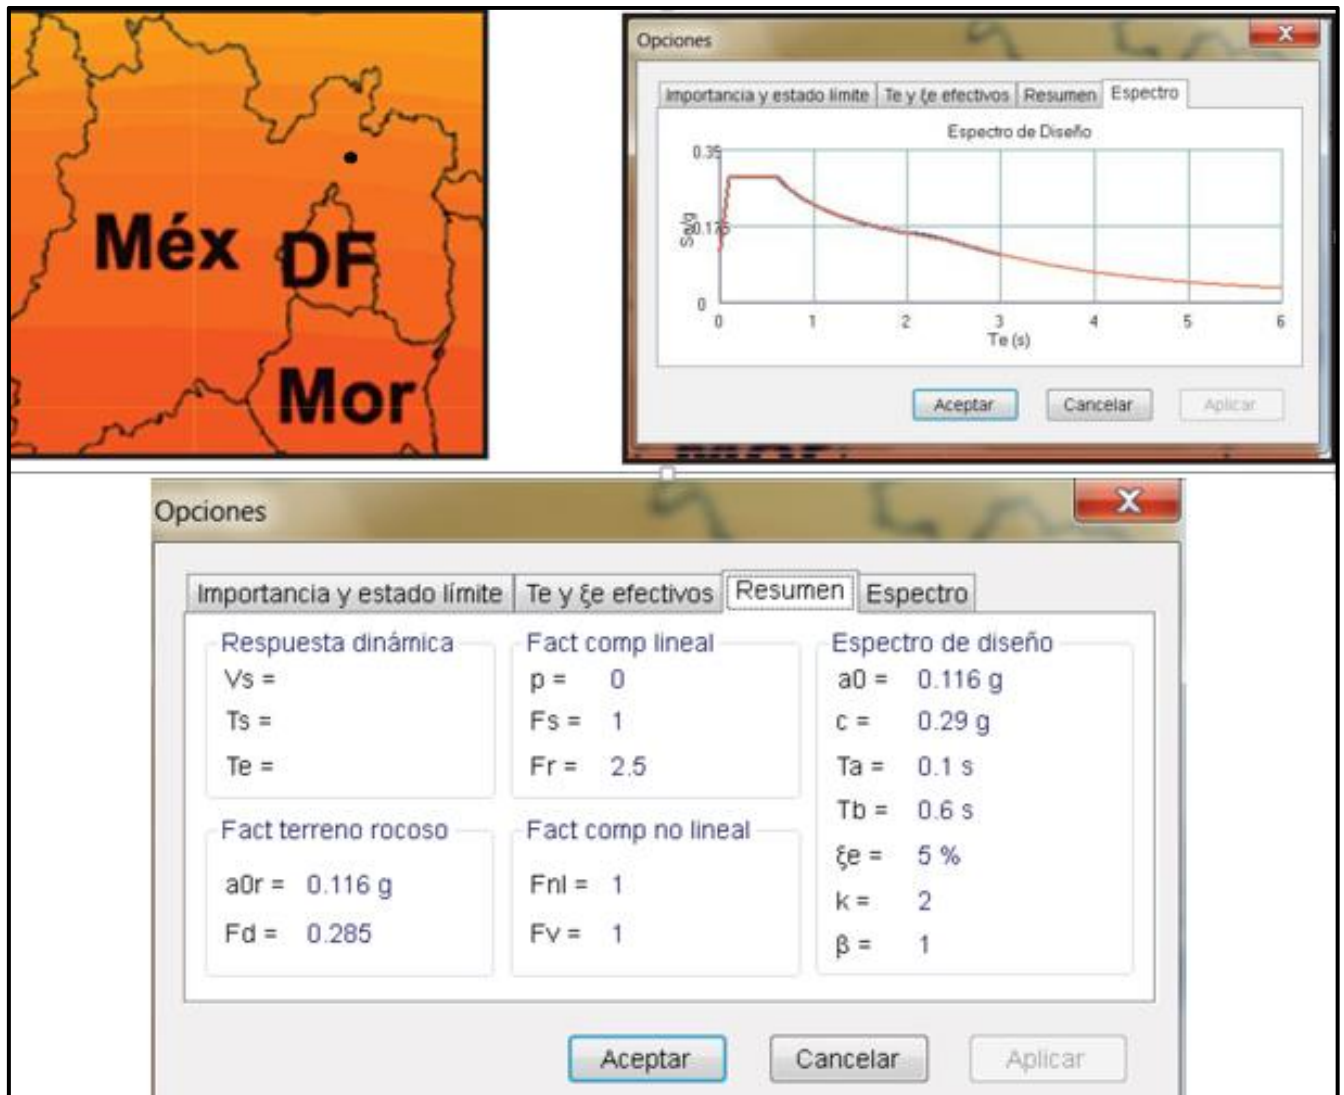 Méx DF
Mor
Opciones
Importancia y estado límite Te y ξe efectivos Resumen Espectro
Espectro de Diseño
0.35
0.175
0
Sa/g
0 1 2 3 4 5 6
Te (s)
Aceptar Cancelar Aplicar
Opciones
Importancia y estado límite Te y ξe efectivos Resumen Espectro
Respuesta dinámica
Vs =
Ts =
Te =
Fact terreno rocoso
a0r = 0.116 g
Fd = 0.285
Fact comp lineal
p = 0
Fs = 1
Fr = 2.5
Fact comp no lineal
Fnl = 1
Fv = 1
Espectro de diseño
a0 = 0.116 g
c = 0.29 g
Ta = 0.1 s
Tb = 0.6 s
ξe = 5 %
k = 2
β = 1
Aceptar Cancelar Aplicar